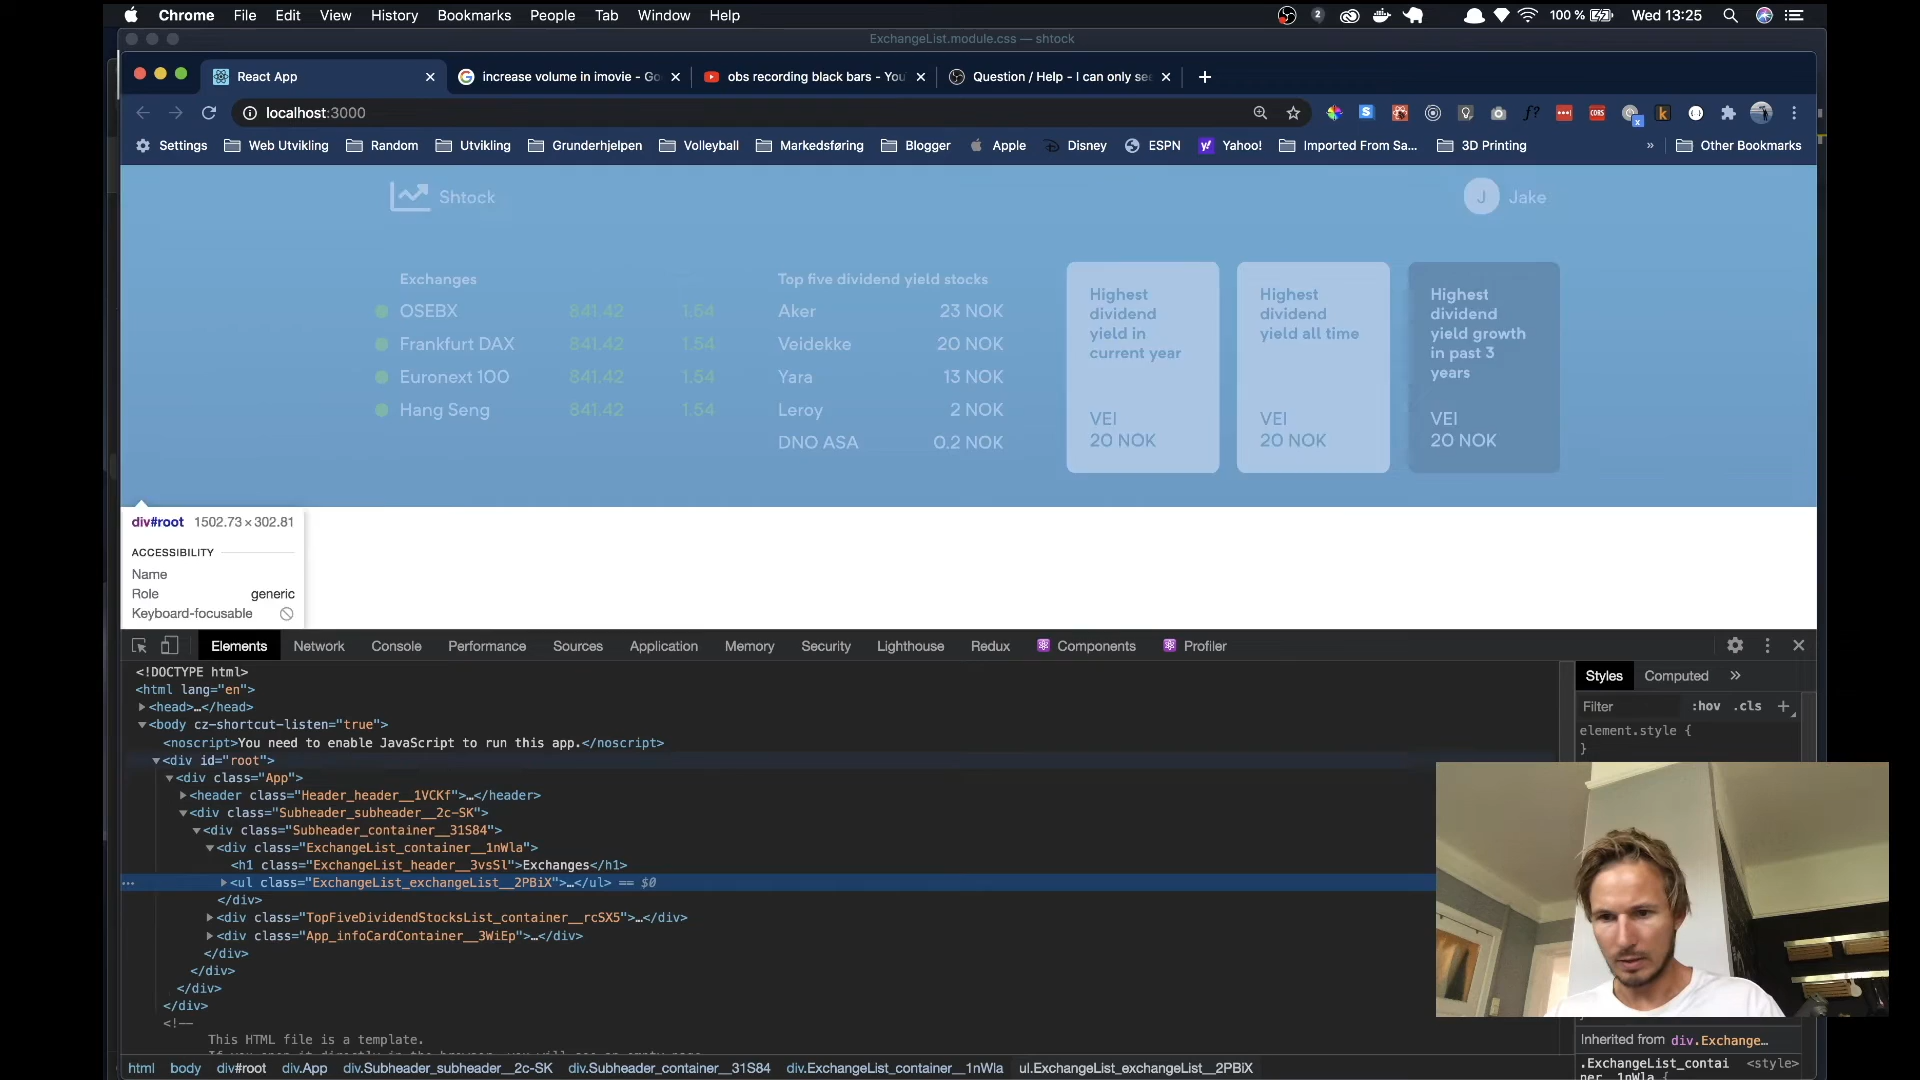 Chrome File Edit View History Bookmarks People Tab Window Help 2 100 % Wed 13:25
ExchangeList.module.css — shtock
React App increase volume in imovie - Go obs recording black bars - You Question / Help - I can only see
localhost:3000
Settings Web Utvikling Random Utvikling Grunderhjelpen Volleyball Markedsføring Blogger Apple Disney ESPN Yahoo! Imported From Sa... 3D Printing » Other Bookmarks
Shtock J Jake
Exchanges
OSEBX 841.42 1.54
Frankfurt DAX 841.42 1.54
Euronext 100 841.42 1.54
Hang Seng 841.42 1.54
Top five dividend yield stocks
Aker 23 NOK
Veidekke 20 NOK
Yara 13 NOK
Leroy 2 NOK
DNO ASA 0.2 NOK
Highest
dividend
yield in
current year
VEI
20 NOK
Highest
dividend
yield all time
VEI
20 NOK
Highest
dividend
yield growth
in past 3
years
VEI
20 NOK
div#root 1502.73 × 302.81
ACCESSIBILITY
Name
Role generic
Keyboard-focusable
Elements Network Console Performance Sources Application Memory Security Lighthouse Redux Components Profiler
<!DOCTYPE html>
<html lang="en">
<head>…</head>
<body cz-shortcut-listen="true">
<noscript>You need to enable JavaScript to run this app.</noscript>
<div id="root">
<div class="App">
<header class="Header_header__1VCKf">…</header>
<div class="Subheader_subheader__2c-SK">
<div class="Subheader_container__31S84">
<div class="ExchangeList_container__1nWla">
<h1 class="ExchangeList_header__3vsSl">Exchanges</h1>
<ul class="ExchangeList_exchangeList__2PBiX">…</ul> == $0
</div>
<div class="TopFiveDividendStocksList_container__rcSX5">…</div>
<div class="App_infoCardContainer__3WiEp">…</div>
</div>
</div>
</div>
</div>
<!--
This HTML file is a template.
html body div#root div.App div.Subheader_subheader__2c-SK div.Subheader_container__31S84 div.ExchangeList_container__1nWla ul.ExchangeList_exchangeList__2PBiX
Styles Computed »
Filter :hov .cls +
element.style {
}
Inherited from div.Exchange…
.ExchangeList_contai <style>
ner__1nWla {